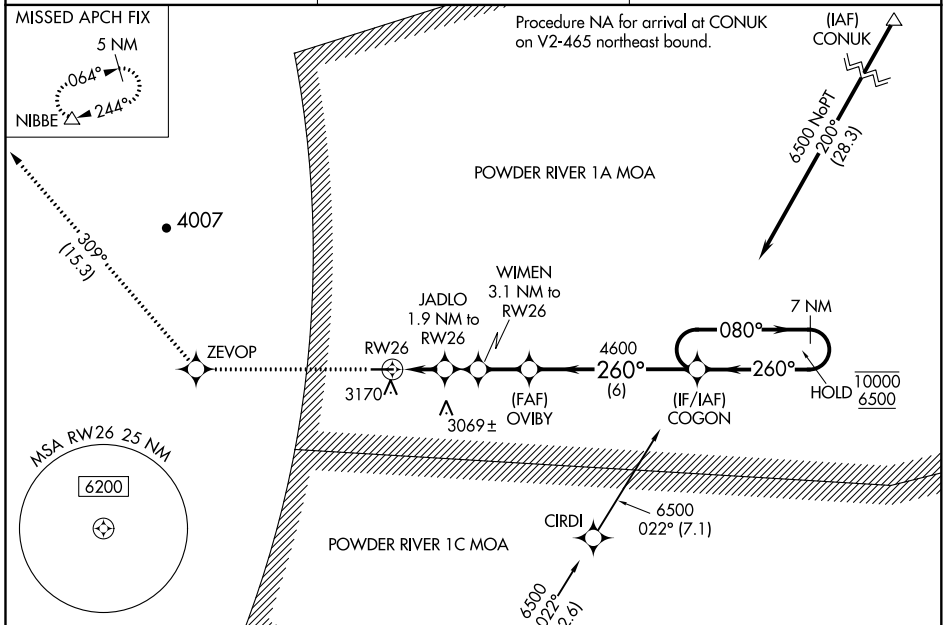 MISSED APCH FIX
5 NM
064°
244°
NIBBE
Procedure NA for arrival at CONUK
on V2-465 northeast bound.
(IAF)
CONUK
6500 NoPT
200°
(28.3)
POWDER RIVER 1A MOA
4007
309°
(15.3)
ZEVOP
WIMEN
3.1 NM to
RW26
JADLO
1.9 NM to
RW26
RW26
3170
3069±
(FAF)
OVIBY
4600
260°
(6)
7 NM
080°
260°
HOLD
10000
6500
(IF/IAF)
COGON
MSA RW26 25 NM
6200
CIRDI
6500
022° (7.1)
POWDER RIVER 1C MOA
6500
022°
2.6)